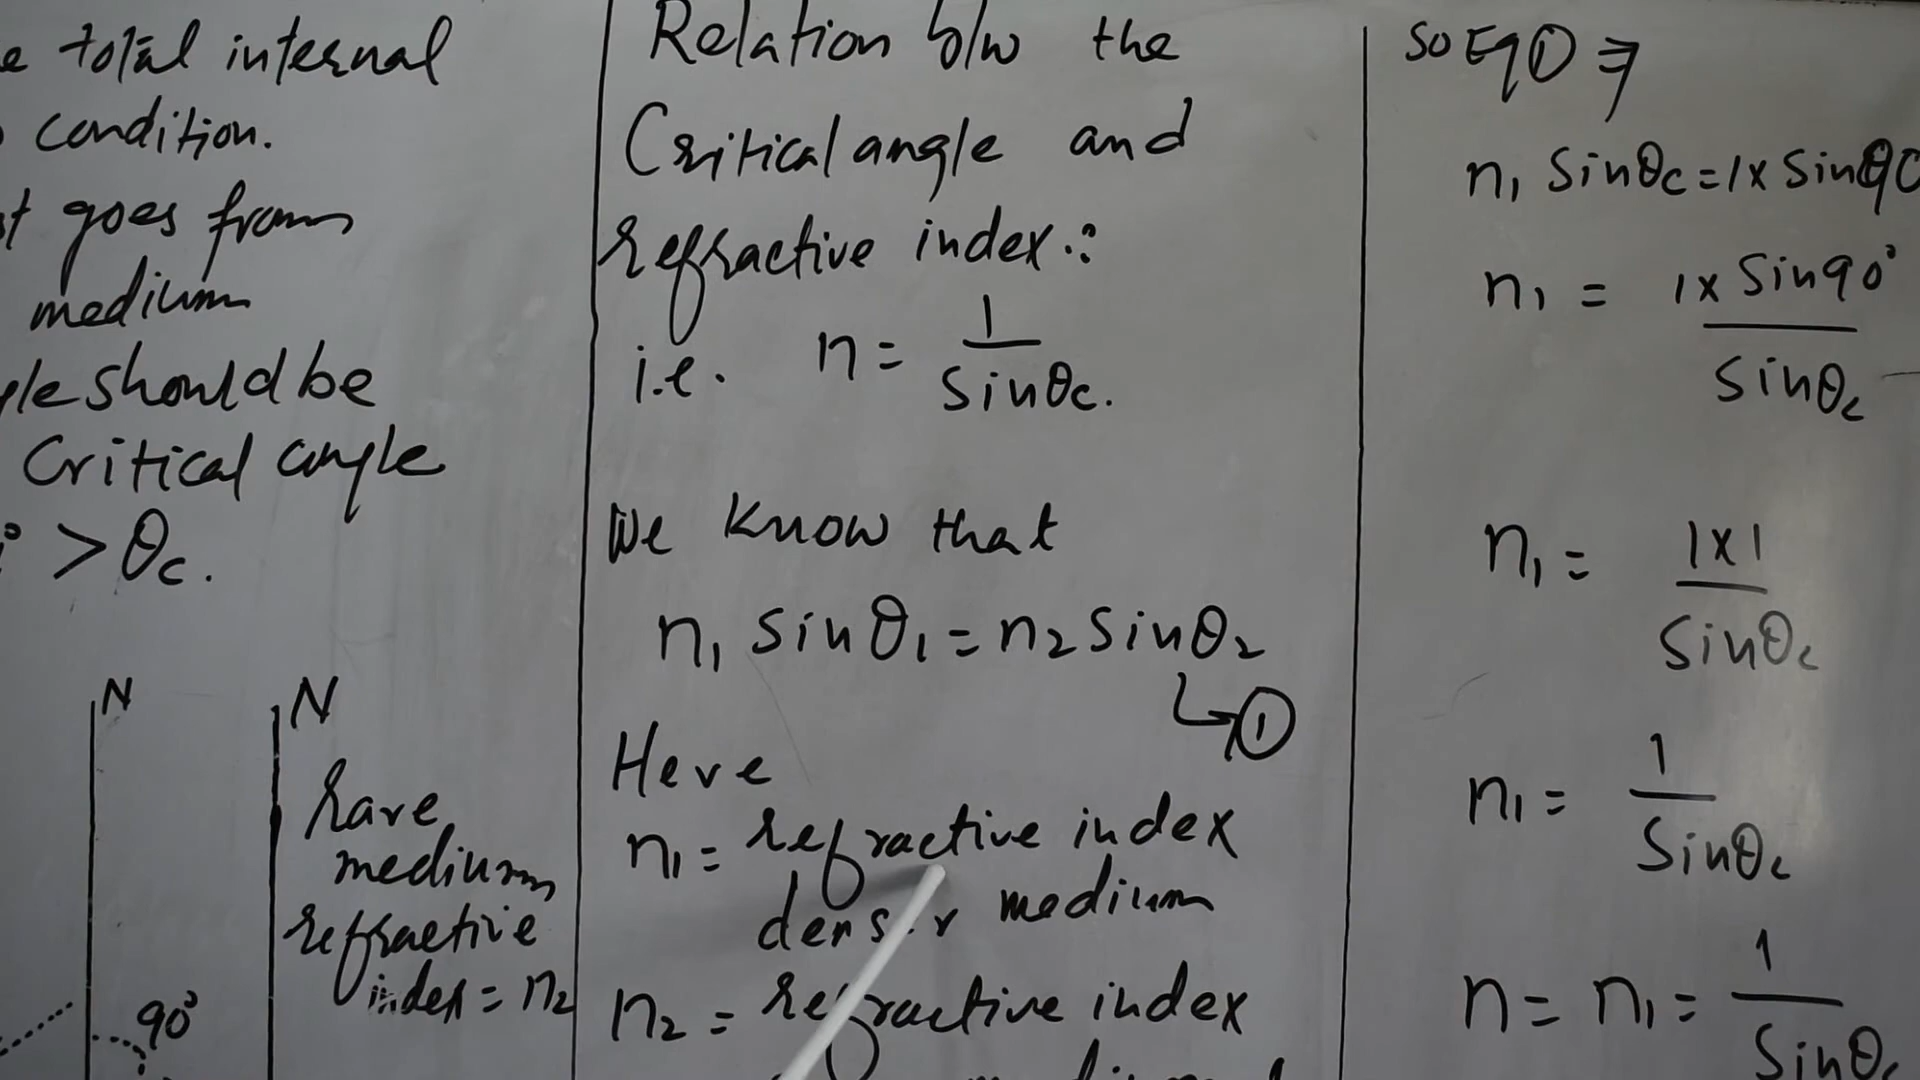 total internal
condition.
goes from
medium
should be
Critical angle
> θc.
N
N
rare
medium
refractive
index = n2
90°
Relation b/w the
Critical angle and
refractive index :
i.e. n = 1/Sinθc.
We know that
n1 sinθ1 = n2 sinθ2
↳ ①
Here
n1 = refractive index
denser medium
n2 = refractive index
So Eq ① ⇒
n1 Sinθc = 1 x Sin90
n1 = 1 x Sin90°/Sinθc
n1 = 1x1/Sinθc
n1 = 1/Sinθc
n = n1 = 1/Sinθc